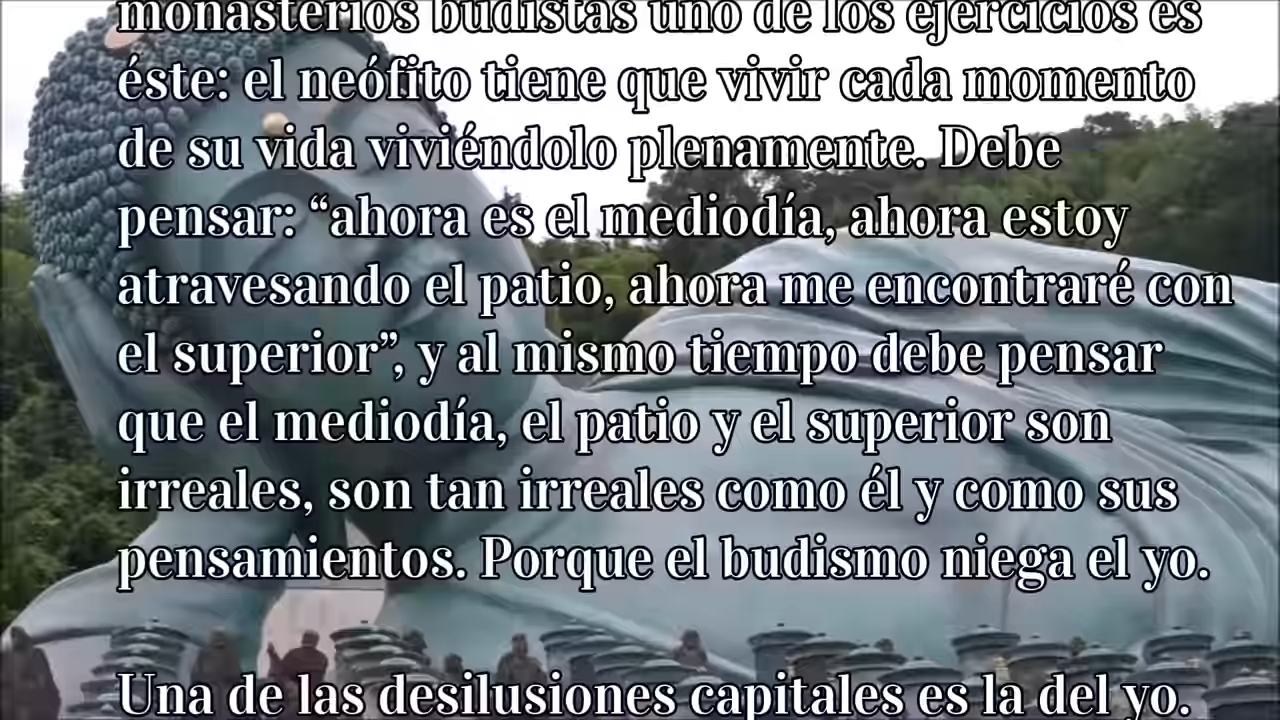 monasterios budistas uno de los ejercicios es
éste: el neófito tiene que vivir cada momento
de su vida viviéndolo plenamente. Debe
pensar: “ahora es el mediodía, ahora estoy
atravesando el patio, ahora me encontraré con
el superior”, y al mismo tiempo debe pensar
que el mediodía, el patio y el superior son
irreales, son tan irreales como él y como sus
pensamientos. Porque el budismo niega el yo.
Una de las desilusiones capitales es la del yo.